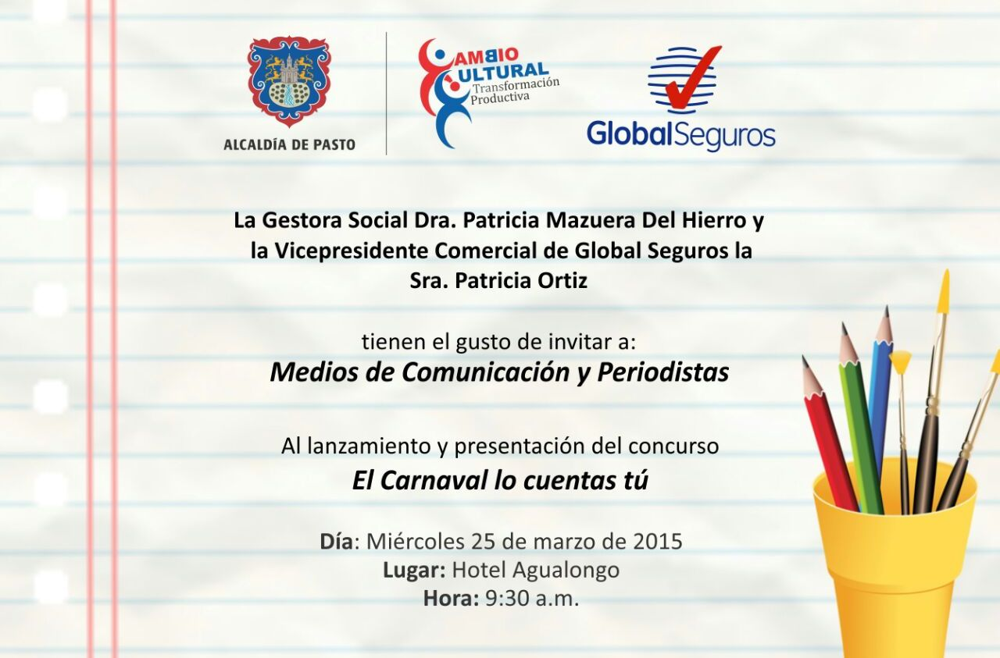 ALCALDÍA DE PASTO
CAMBIO
CULTURAL
Transformación
Productiva
GlobalSeguros
La Gestora Social Dra. Patricia Mazuera Del Hierro y
la Vicepresidente Comercial de Global Seguros la
Sra. Patricia Ortiz
tienen el gusto de invitar a:
Medios de Comunicación y Periodistas
Al lanzamiento y presentación del concurso
El Carnaval lo cuentas tú
Día: Miércoles 25 de marzo de 2015
Lugar: Hotel Agualongo
Hora: 9:30 a.m.